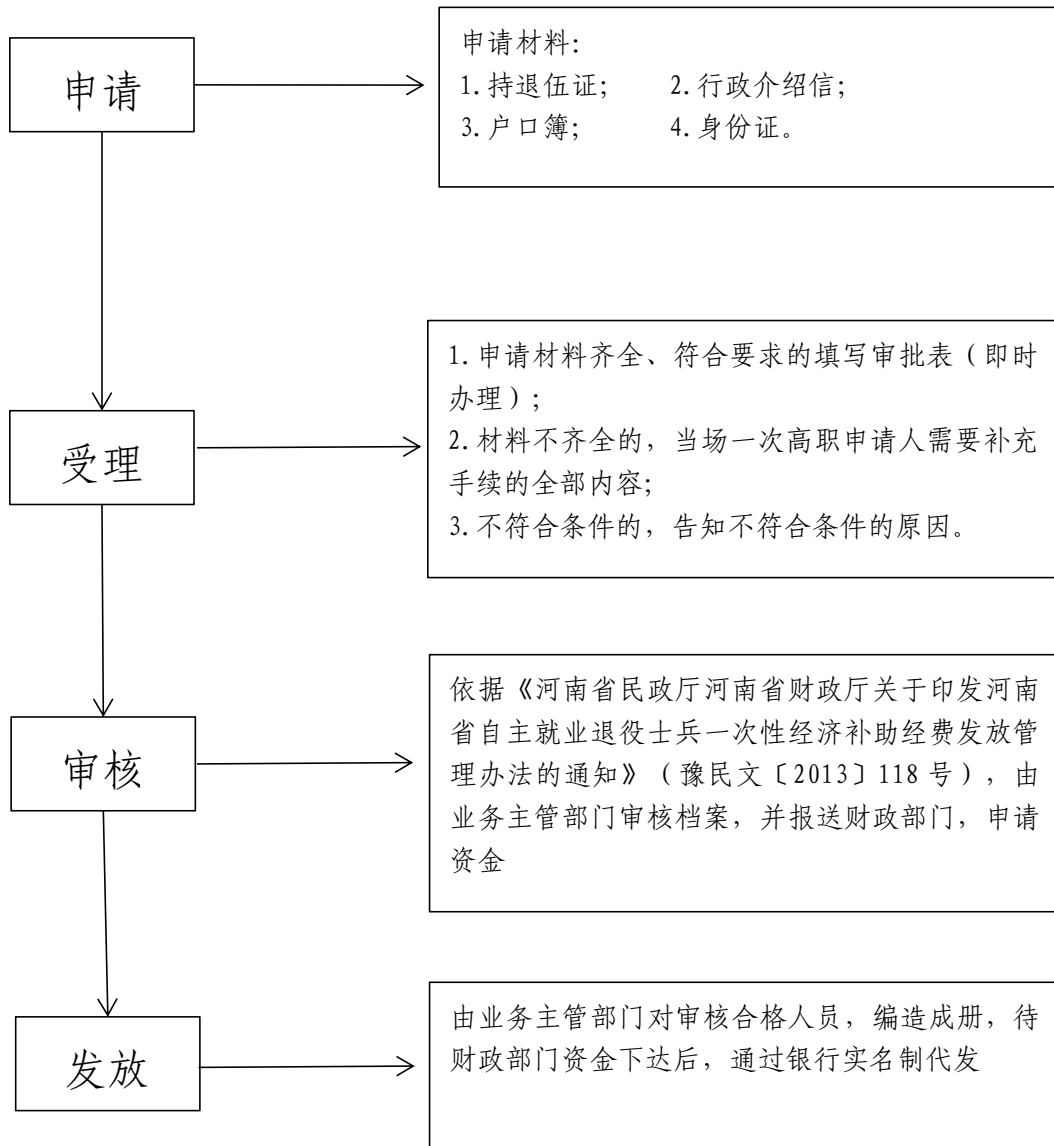 申请
申请材料：
1.持退伍证； 2.行政介绍信；
3.户口簿； 4.身份证。
受理
1.申请材料齐全、符合要求的填写审批表（即时
办理）；
2.材料不齐全的，当场一次高职申请人需要补充
手续的全部内容；
3.不符合条件的，告知不符合条件的原因。
审核
依据《河南省民政厅河南省财政厅关于印发河南
省自主就业退役士兵一次性经济补助经费发放管
理办法的通知》（豫民文〔2013〕118 号），由
业务主管部门审核档案，并报送财政部门，申请
资金
发放
由业务主管部门对审核合格人员，编造成册，待
财政部门资金下达后，通过银行实名制代发